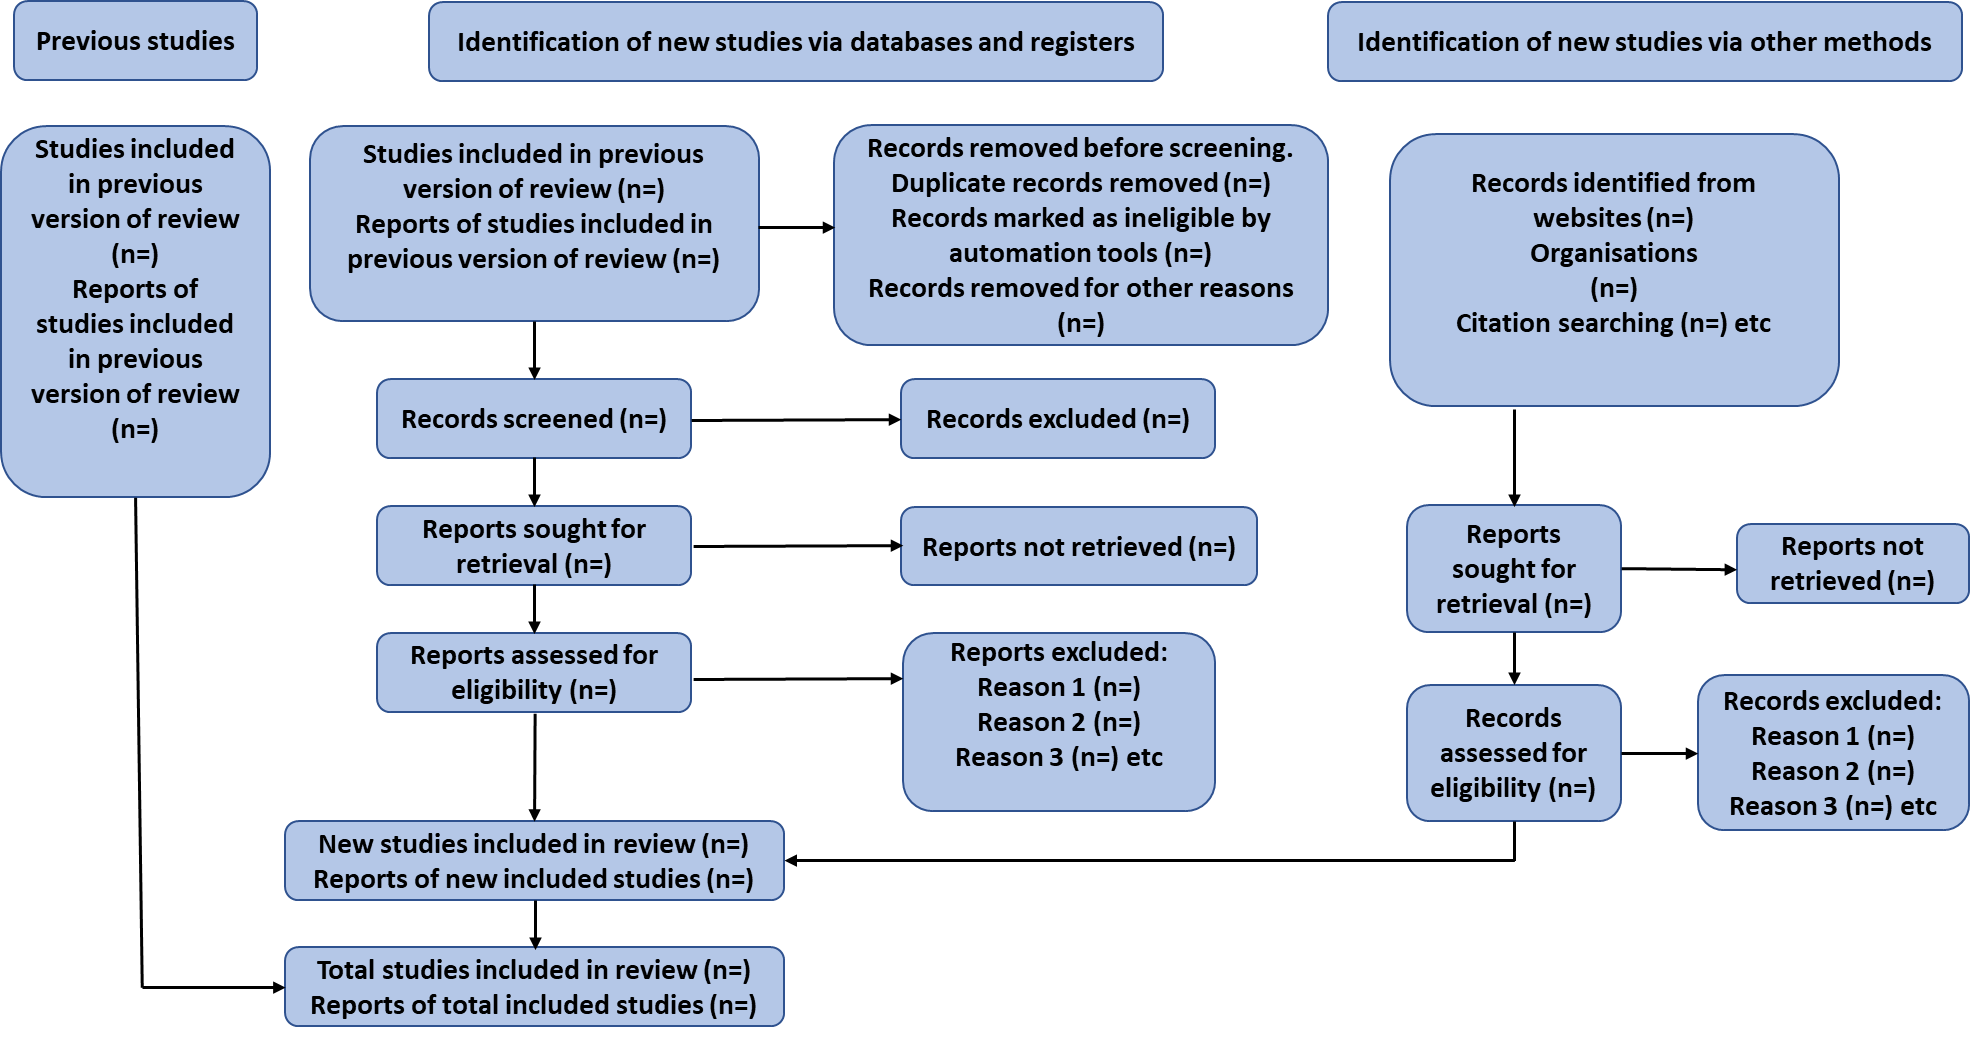 Previous studies
Identification of new studies via databases and registers
Identification of new studies via other methods
Studies included
in previous
version of review
(n=)
Reports of
studies included
in previous
version of review
(n=)
Studies included in previous
version of review (n=)
Reports of studies included in
previous version of review (n=)
Records removed before screening.
Duplicate records removed (n=)
Records marked as ineligible by
automation tools (n=)
Records removed for other reasons
(n=)
Records identified from
websites (n=)
Organisations
(n=)
Citation searching (n=) etc
Records screened (n=)
Records excluded (n=)
Reports sought for
retrieval (n=)
Reports not retrieved (n=)
Reports
sought for
retrieval (n=)
Reports not
retrieved (n=)
Reports assessed for
eligibility (n=)
Reports excluded:
Reason 1 (n=)
Reason 2 (n=)
Reason 3 (n=) etc
Records
assessed for
eligibility (n=)
Records excluded:
Reason 1 (n=)
Reason 2 (n=)
Reason 3 (n=) etc
New studies included in review (n=)
Reports of new included studies (n=)
Total studies included in review (n=)
Reports of total included studies (n=)